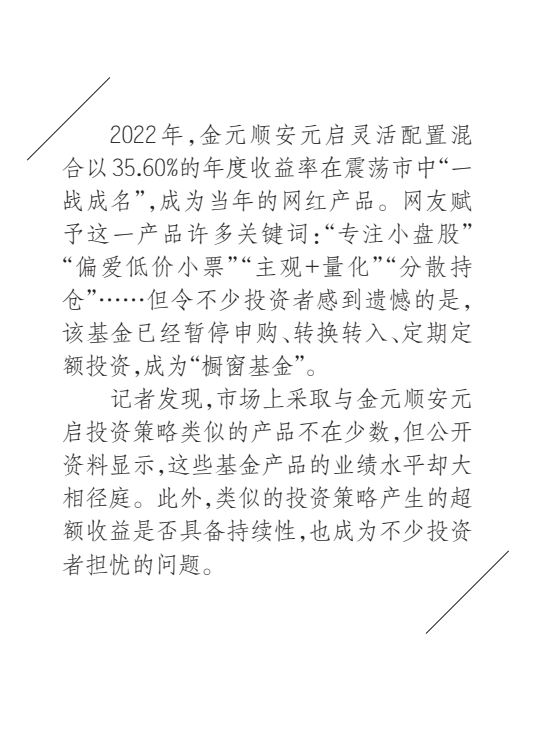 2022年,金元顺安元启灵活配置混
合以35.60%的年度收益率在震荡市中“一
战成名”,成为当年的网红产品。网友赋
予这一产品许多关键词:“专注小盘股”
“偏爱低价小票”“主观+量化”“分散持
仓”……但令不少投资者感到遗憾的是,
该基金已经暂停申购、转换转入、定期定
额投资,成为“橱窗基金”。
记者发现,市场上采取与金元顺安元
启投资策略类似的产品不在少数,但公开
资料显示,这些基金产品的业绩水平却大
相径庭。此外,类似的投资策略产生的超
额收益是否具备持续性,也成为不少投资
者担忧的问题。